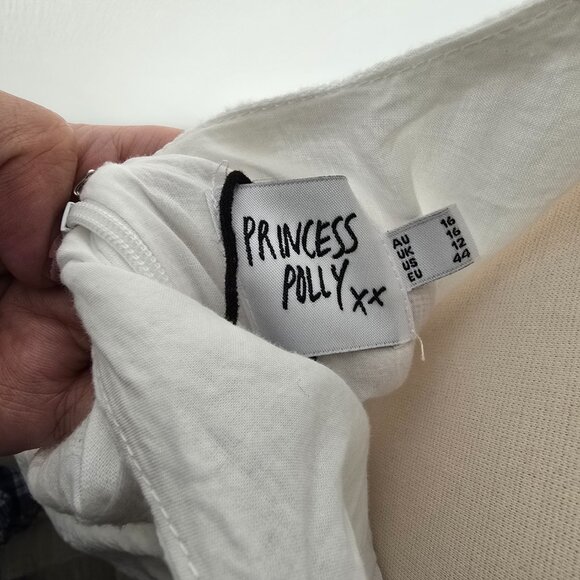 PRINCESS
POLLY xx
AU 16
UK 16
US 12
EU 44